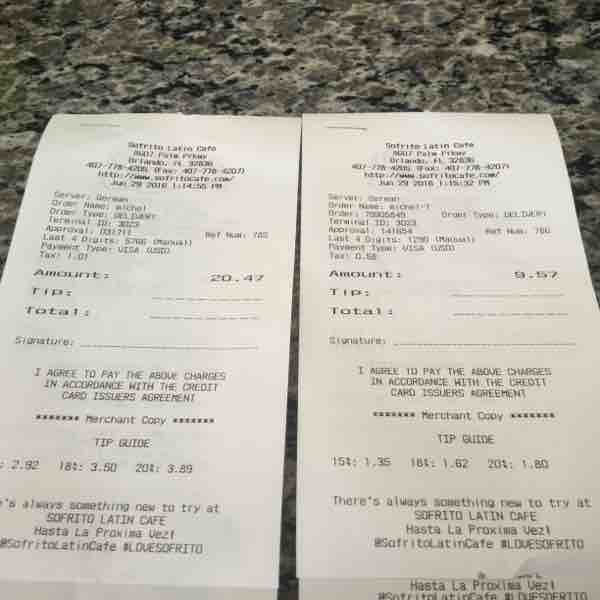 Sofrito Latin Cafe
8607 Palm Prkwy
Orlando, FL 32836
407-778-4205 (Fax: 407-778-4207)
http://www.sofritocafe.com/
Jun 29 2016 1:14:55 PM
Server: German
Order Name: michel
Order Type: DELIVERY
Terminal ID: 3023
Approval: Ref Num: 765
Last 4 Digits: 5766 (Manual)
Payment Type: VISA (USD)
Tax: 1.01
Amount: 20.47
Tip:
Total:
Signature:
I AGREE TO PAY THE ABOVE CHARGES
IN ACCORDANCE WITH THE CREDIT
CARD ISSUERS AGREEMENT
******* Merchant Copy *******
TIP GUIDE
: 2.92 18%: 3.50 20%: 3.89
e's always something new to try at
SOFRITO LATIN CAFE
Hasta La Proxima Vez!
@SofritoLatinCafe #LOVESOFRITO
Sofrito Latin Cafe
8607 Palm Prkwy
Orlando, FL 32836
407-778-4205 (Fax: 407-778-4207)
http://www.sofritocafe.com/
Jun 29 2016 1:15:32 PM
Server: German
Order Name: michel-1
Order: 70905649 Order Type: DELIVERY
Terminal ID: 3023
Approval: 141654 Ref Num: 766
Last 4 Digits: 1290 (Manual)
Payment Type: VISA (USD)
Tax: 0.58
Amount: 9.57
Tip:
Total:
Signature:
I AGREE TO PAY THE ABOVE CHARGES
IN ACCORDANCE WITH THE CREDIT
CARD ISSUERS AGREEMENT
******* Merchant Copy *******
TIP GUIDE
15%: 1.35 18%: 1.62 20%: 1.80
There's always something new to try at
SOFRITO LATIN CAFE
Hasta La Proxima Vez!
@SofritoLatinCafe #LOVESOFRITO
Hasta La Proxima Vez!
@SofritoLatinCafe #LOVESOFRITO